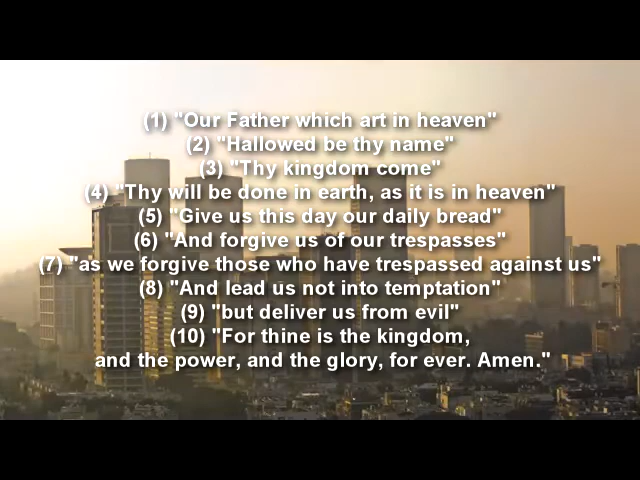 (1) "Our Father which art in heaven"
(2) "Hallowed be thy name"
(3) "Thy kingdom come"
(4) "Thy will be done in earth, as it is in heaven"
(5) "Give us this day our daily bread"
(6) "And forgive us of our trespasses"
(7) "as we forgive those who have trespassed against us"
(8) "And lead us not into temptation"
(9) "but deliver us from evil"
(10) "For thine is the kingdom,
and the power, and the glory, for ever. Amen."